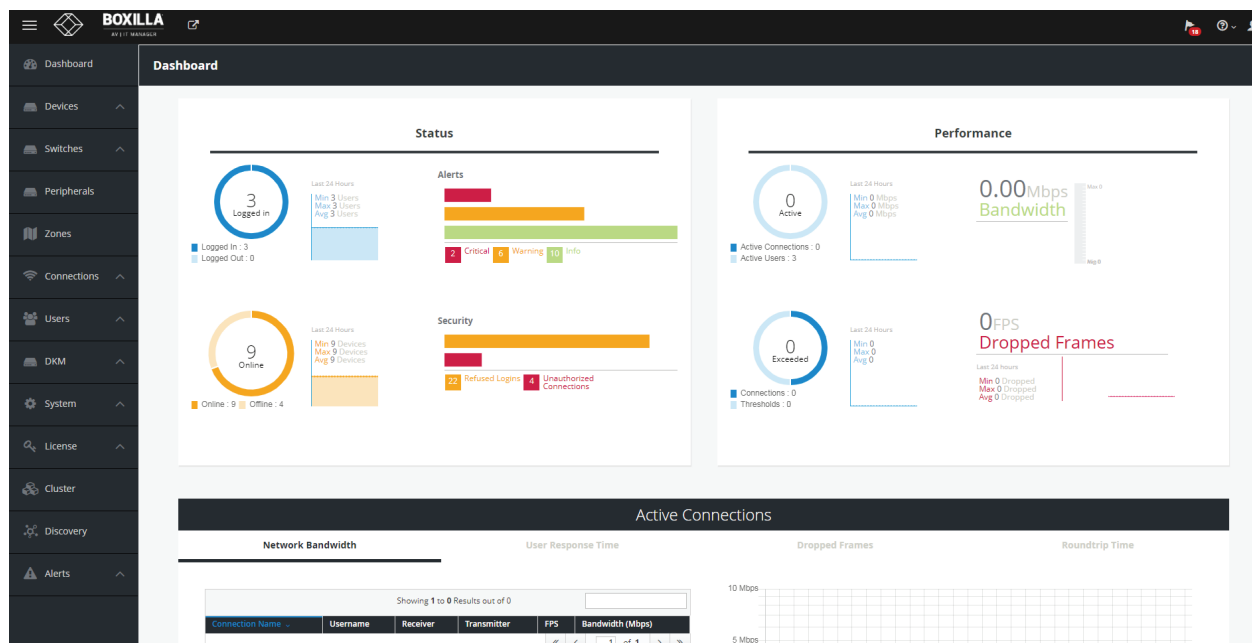 BOXILLA
AV | IT MANAGER
18
Dashboard
Devices
Switches
Peripherals
Zones
Connections
Users
DKM
System
License
Cluster
Discovery
Alerts
Dashboard
Status
3
Logged in
Last 24 Hours
Min 3 Users
Max 3 Users
Avg 3 Users
Logged In : 3
Logged Out : 0
Alerts
2 Critical 6 Warning 10 Info
9
Online
Last 24 Hours
Min 9 Devices
Max 9 Devices
Avg 9 Devices
Online : 9 Offline : 4
Security
22 Refused Logins 4 Unauthorized
Connections
Performance
0
Active
Last 24 Hours
Min 0 Mbps
Max 0 Mbps
Avg 0 Mbps
Active Connections : 0
Active Users : 3
0.00Mbps
Bandwidth
Max 0
Avg 0
0
Exceeded
Last 24 Hours
Min 0
Max 0
Avg 0
Connections : 0
Thresholds : 0
0FPS
Dropped Frames
Last 24 hours
Min 0 Dropped
Max 0 Dropped
Avg 0 Dropped
Active Connections
Network Bandwidth User Response Time Dropped Frames Roundtrip Time
Showing 1 to 0 Results out of 0
Connection Name Username Receiver Transmitter FPS Bandwidth (Mbps)
« < 1 of 1 > »
10 Mbps
5 Mbps